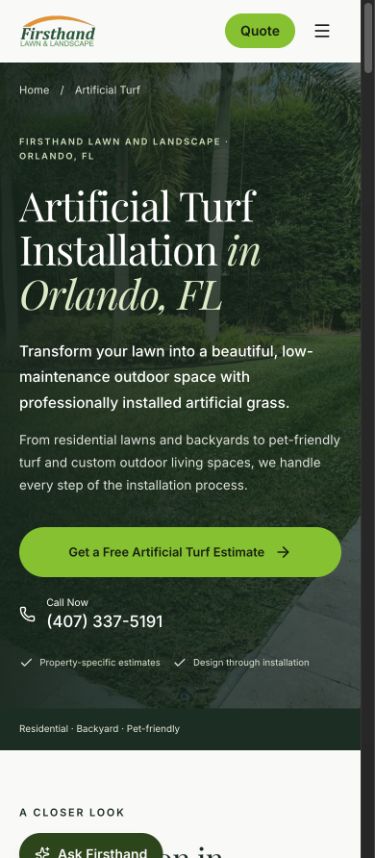 Firsthand
LAWN & LANDSCAPE
Quote
Home / Artificial Turf
FIRSTHAND LAWN AND LANDSCAPE ·
ORLANDO, FL
Artificial Turf
Installation in
Orlando, FL
Transform your lawn into a beautiful, low-
maintenance outdoor space with
professionally installed artificial grass.
From residential lawns and backyards to pet-friendly
turf and custom outdoor living spaces, we handle
every step of the installation process.
Get a Free Artificial Turf Estimate →
Call Now
(407) 337-5191
Property-specific estimates
Design through installation
Residential · Backyard · Pet-friendly
A CLOSER LOOK
Ask Firsthand
in